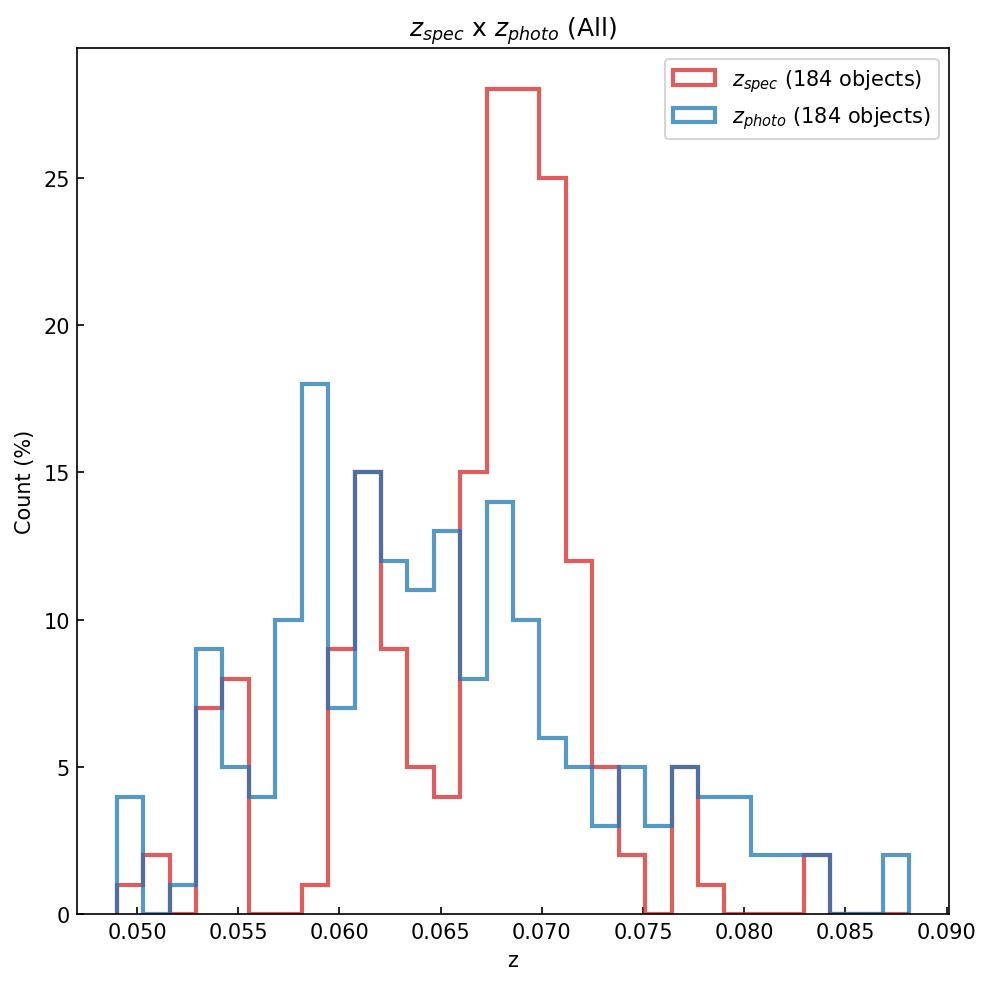 z_spec x z_photo (All)
z_spec (184 objects)
z_photo (184 objects)
Count (%)
25
20
15
10
5
0
0.050 0.055 0.060 0.065 0.070 0.075 0.080 0.085 0.090
z